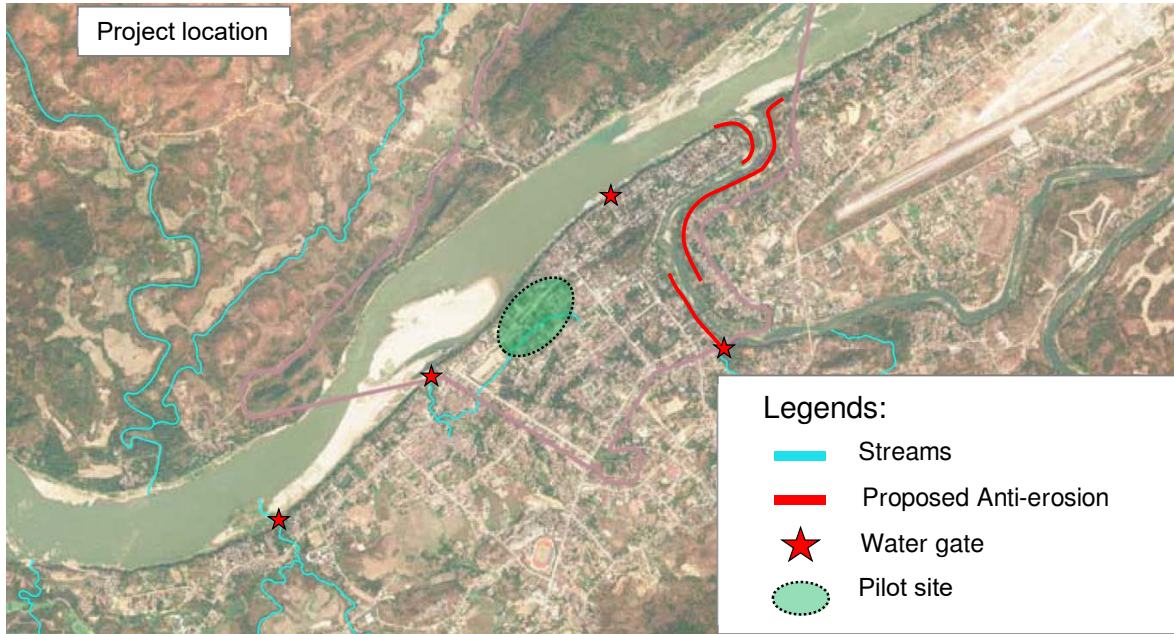 Project location
Legends:
Streams
Proposed Anti-erosion
Water gate
Pilot site